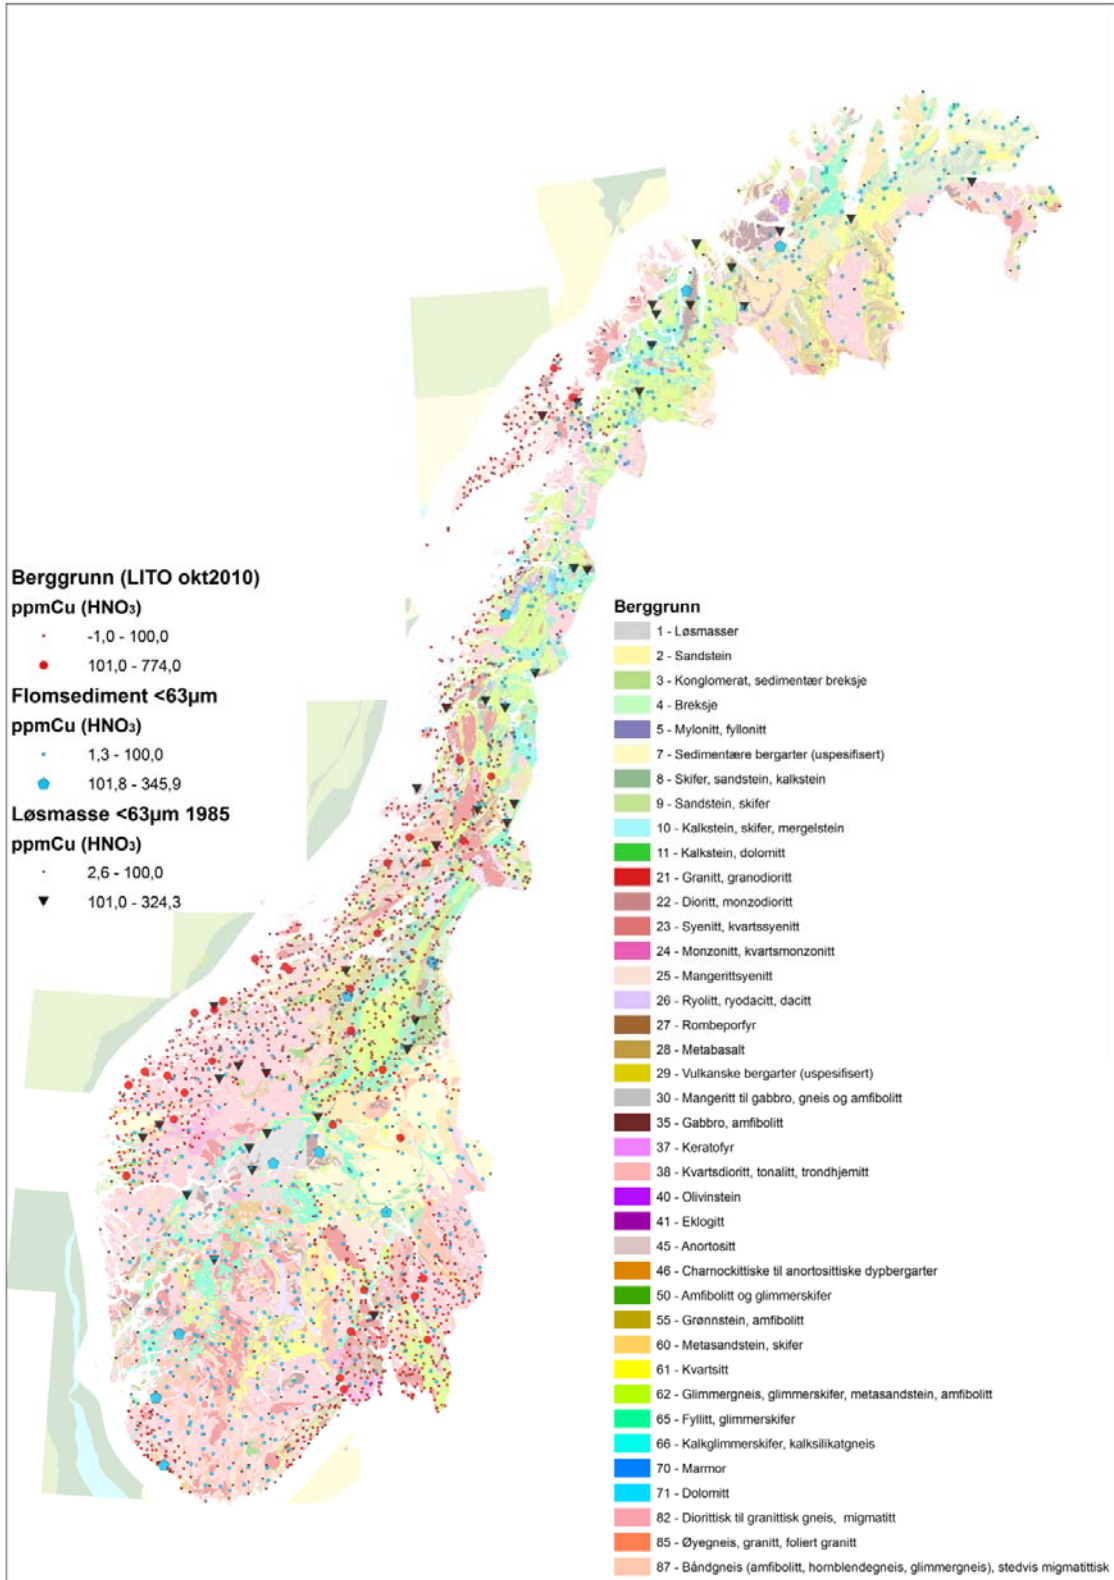 Berggrunn (LITO okt2010)
ppmCu (HNO₃)
-1,0 - 100,0
101,0 - 774,0
Flomsediment <63µm
ppmCu (HNO₃)
1,3 - 100,0
101,8 - 345,9
Løsmasse <63µm 1985
ppmCu (HNO₃)
2,6 - 100,0
101,0 - 324,3
Berggrunn
1 - Løsmasser
2 - Sandstein
3 - Konglomerat, sedimentær breksje
4 - Breksje
5 - Mylonitt, fyllonitt
7 - Sedimentære bergarter (uspesifisert)
8 - Skifer, sandstein, kalkstein
9 - Sandstein, skifer
10 - Kalkstein, skifer, mergelstein
11 - Kalkstein, dolomitt
21 - Granitt, granodioritt
22 - Dioritt, monzodioritt
23 - Syenitt, kvartssyenitt
24 - Monzonitt, kvartsmonzonitt
25 - Mangerittsyenitt
26 - Ryolitt, ryodacitt, dacitt
27 - Rombeporfyr
28 - Metabasalt
29 - Vulkanske bergarter (uspesifisert)
30 - Mangeritt til gabbro, gneis og amfibolitt
35 - Gabbro, amfibolitt
37 - Keratofyr
38 - Kvartsdioritt, tonalitt, trondhjemitt
40 - Olivinstein
41 - Eklogitt
45 - Anortositt
46 - Charnockittiske til anortosittiske dypbergarter
50 - Amfibolitt og glimmerskifer
55 - Grønnstein, amfibolitt
60 - Metasandstein, skifer
61 - Kvartsitt
62 - Glimmergneis, glimmerskifer, metasandstein, amfibolitt
65 - Fyllitt, glimmerskifer
66 - Kalkglimmerskifer, kalksilikatgneis
70 - Marmor
71 - Dolomitt
82 - Diorittisk til granittisk gneis, migmatitt
85 - Øyegneis, granitt, foliert granitt
87 - Båndgneis (amfibolitt, hornblendegneis, glimmergneis), stedvis migmatittisk